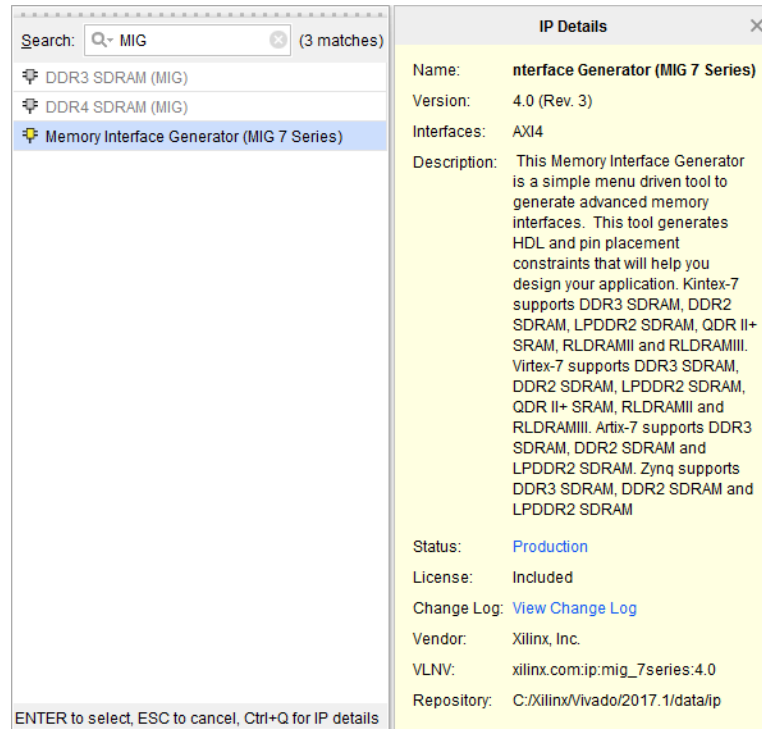 Search: MIG (3 matches)
DDR3 SDRAM (MIG)
DDR4 SDRAM (MIG)
Memory Interface Generator (MIG 7 Series)
ENTER to select, ESC to cancel, Ctrl+Q for IP details
IP Details
Name: nterface Generator (MIG 7 Series)
Version: 4.0 (Rev. 3)
Interfaces: AXI4
Description: This Memory Interface Generator
is a simple menu driven tool to
generate advanced memory
interfaces. This tool generates
HDL and pin placement
constraints that will help you
design your application. Kintex-7
supports DDR3 SDRAM, DDR2
SDRAM, LPDDR2 SDRAM, QDR II+
SRAM, RLDRAMII and RLDRAMIII.
Virtex-7 supports DDR3 SDRAM,
DDR2 SDRAM, LPDDR2 SDRAM,
QDR II+ SRAM, RLDRAMII and
RLDRAMIII. Artix-7 supports DDR3
SDRAM, DDR2 SDRAM and
LPDDR2 SDRAM. Zynq supports
DDR3 SDRAM, DDR2 SDRAM and
LPDDR2 SDRAM
Status: Production
License: Included
Change Log: View Change Log
Vendor: Xilinx, Inc.
VLNV: xilinx.com:ip:mig_7series:4.0
Repository: C:/Xilinx/Vivado/2017.1/data/ip